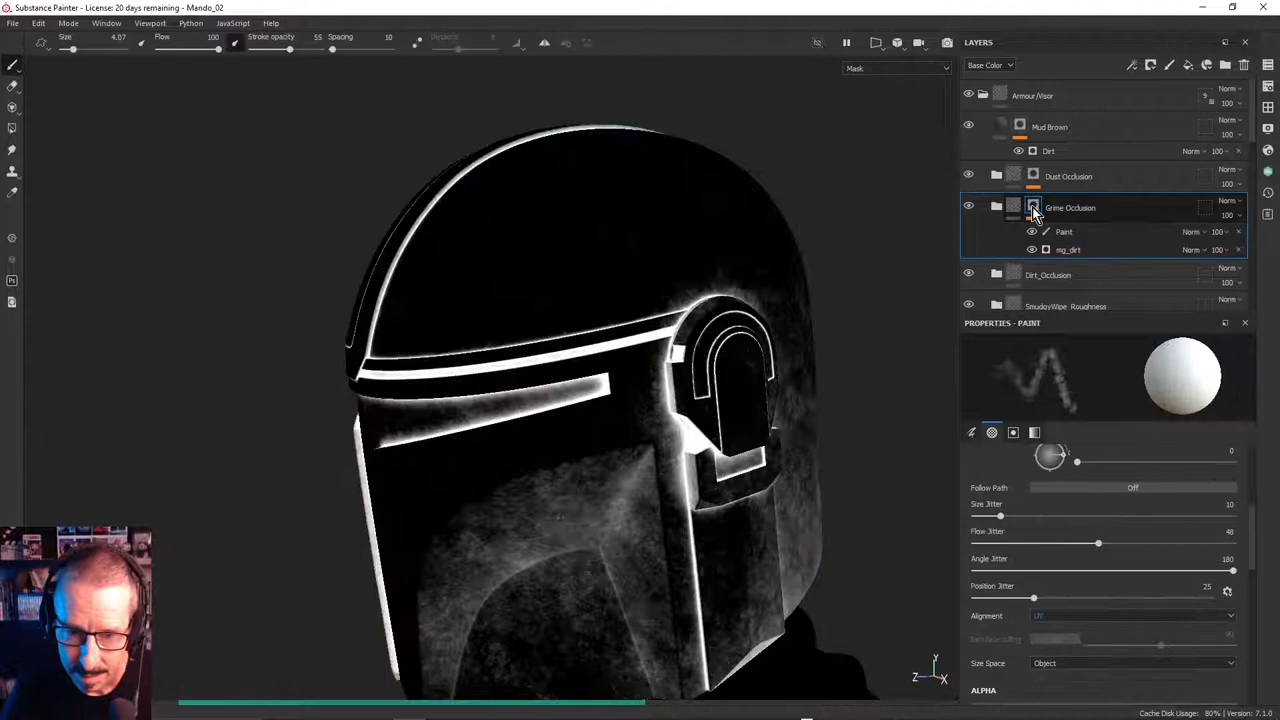 Substance Painter - License: 20 days remaining - Mando_02
File Edit Mode Window Viewport Python JavaScript Help
Size 4.07 Flow 100 Stroke opacity 55 Spacing 10 Distance 8
Mask
LAYERS
Base Color
Armour/Visor Norm 100
9
Mud Brown Norm 100
Dirt Norm 100
Dust Occlusion Norm 100
Grime Occlusion Norm 100
Paint Norm 100
mg_dirt Norm 100
Dirt_Occlusion Norm 100
SmudgyWipe_Roughness Norm
PROPERTIES - PAINT
0
Follow Path Off
Size Jitter 10
Flow Jitter 48
Angle Jitter 180
Position Jitter 25
Alignment UV
Size Space Object
ALPHA
Y
Z X
Cache Disk Usage: 80% | Version: 7.1.0